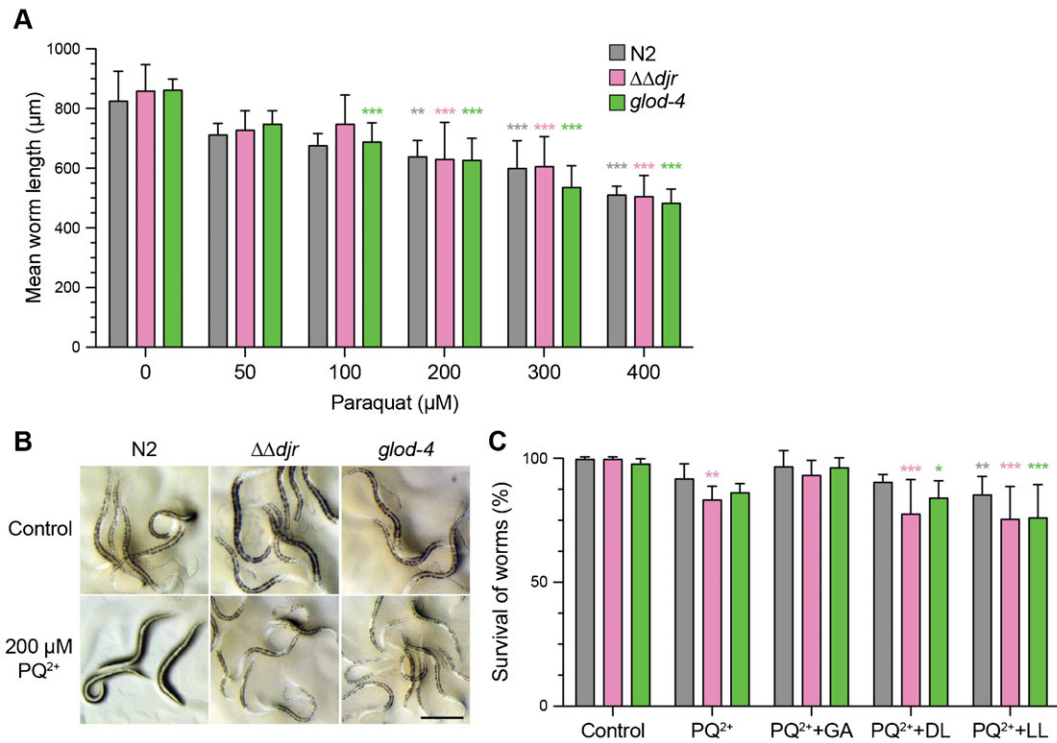 A
Mean worm length (µm)
1000
800
600
400
200
0
N2
ΔΔdjr
glod-4
***
** *** ***
*** *** ***
*** *** ***
0 50 100 200 300 400
Paraquat (µM)
B
N2 ΔΔdjr glod-4
Control
200 µM
PQ²⁺
C
Survival of worms (%)
100
50
0
**
*** *
** *** ***
Control PQ²⁺ PQ²⁺+GA PQ²⁺+DL PQ²⁺+LL